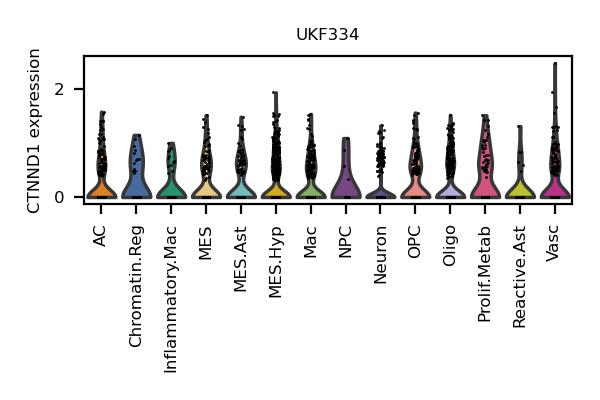 UKF334
CTNND1 expression
2
0
AC
Chromatin.Reg
Inflammatory.Mac
MES
MES.Ast
MES.Hyp
Mac
NPC
Neuron
OPC
Oligo
Prolif.Metab
Reactive.Ast
Vasc